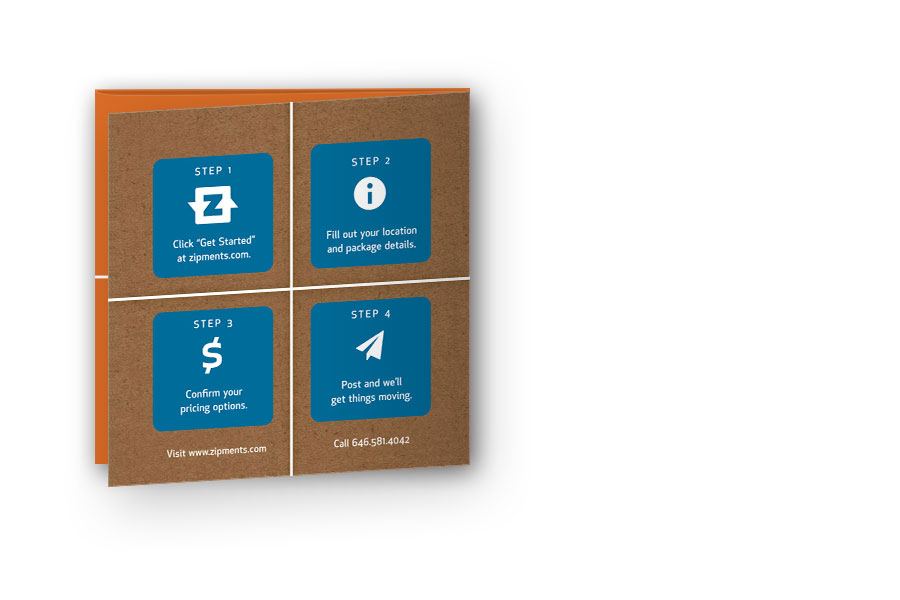 STEP 1
Click "Get Started"
at zipments.com.
STEP 2
Fill out your location
and package details.
STEP 3
Confirm your
pricing options.
STEP 4
Post and we'll
get things moving.
Visit www.zipments.com
Call 646.581.4042